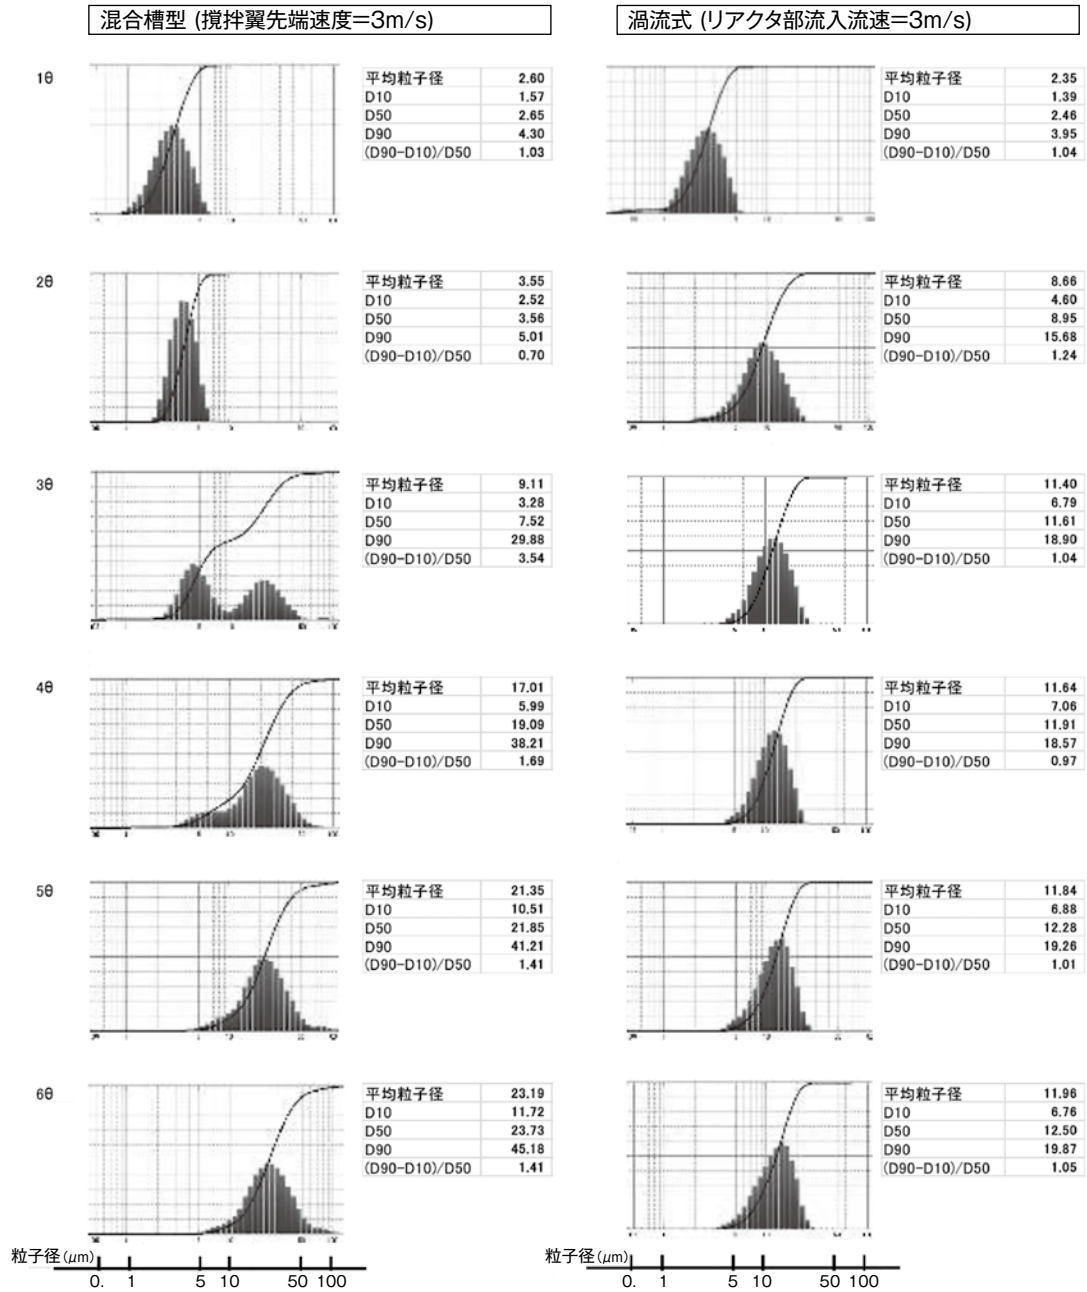 混合槽型 (撹拌翼先端速度＝3m/s)
渦流式 (リアクタ部流入流速＝3m/s)
1θ
平均粒子径 2.60
D10 1.57
D50 2.65
D90 4.30
(D90-D10)/D50 1.03
平均粒子径 2.35
D10 1.39
D50 2.46
D90 3.95
(D90-D10)/D50 1.04
2θ
平均粒子径 3.55
D10 2.52
D50 3.56
D90 5.01
(D90-D10)/D50 0.70
平均粒子径 8.66
D10 4.60
D50 8.95
D90 15.68
(D90-D10)/D50 1.24
3θ
平均粒子径 9.11
D10 3.28
D50 7.52
D90 29.88
(D90-D10)/D50 3.54
平均粒子径 11.40
D10 6.79
D50 11.61
D90 18.90
(D90-D10)/D50 1.04
4θ
平均粒子径 17.01
D10 5.99
D50 19.09
D90 38.21
(D90-D10)/D50 1.69
平均粒子径 11.64
D10 7.06
D50 11.91
D90 18.57
(D90-D10)/D50 0.97
5θ
平均粒子径 21.35
D10 10.51
D50 21.85
D90 41.21
(D90-D10)/D50 1.41
平均粒子径 11.84
D10 6.88
D50 12.28
D90 19.26
(D90-D10)/D50 1.01
6θ
平均粒子径 23.19
D10 11.72
D50 23.73
D90 45.18
(D90-D10)/D50 1.41
平均粒子径 11.96
D10 6.76
D50 12.50
D90 19.87
(D90-D10)/D50 1.05
粒子径(μm)
0. 1 5 10 50 100
粒子径(μm)
0. 1 5 10 50 100